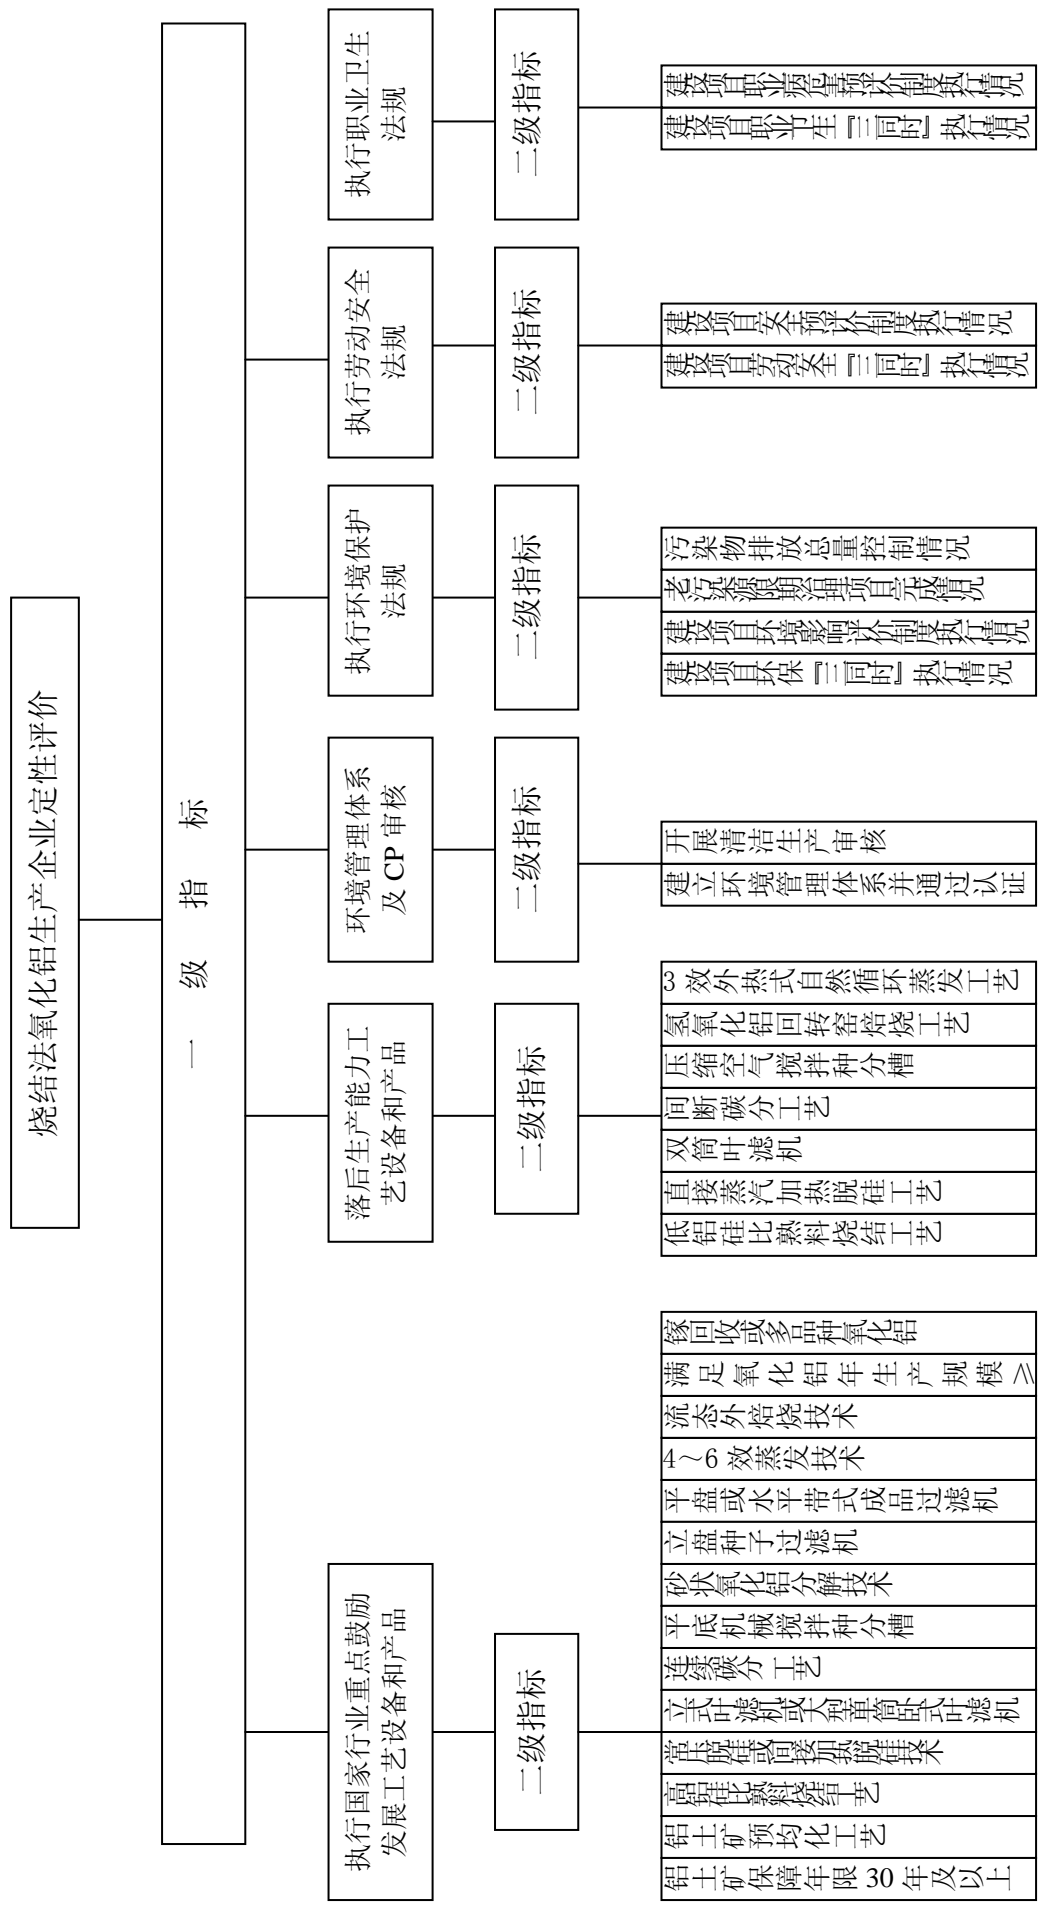 烧结法氧化铝生产企业定性评价
一 级 指 标
执行国家行业重点鼓励
发展工艺设备和产品
落后生产能力工
艺设备和产品
环境管理体系
及 CP 审核
执行环境保护
法规
执行劳动安全
法规
执行职业卫生
法规
二级指标
二级指标
二级指标
二级指标
二级指标
二级指标
铝土矿保障年限 30 年及以上
铝土矿预均化工艺
高铝硅比熟料烧结工艺
常压脱硅或间接加热脱硅技术
立式叶滤机或大型单筒卧式叶滤机
连续碳分工艺
平底机械搅拌种分槽
砂状氧化铝分解技术
立盘种子过滤机
平盘或水平带式成品过滤机
4～6 效蒸发技术
流态外焙烧技术
满足氧化铝年生产规模≥
镓回收或多品种氧化铝
低铝硅比熟料烧结工艺
直接蒸汽加热脱硅工艺
双筒叶滤机
间断碳分工艺
压缩空气搅拌种分槽
氢氧化铝回转窑焙烧工艺
3 效外热式自然循环蒸发工艺
建立环境管理体系并通过认证
开展清洁生产审核
建设项目环保『三同时』执行情况
建设项目环境影响评价制度执行情况
老污染源限期治理项目完成情况
污染物排放总量控制情况
建设项目劳动安全『三同时』执行情况
建设项目安全预评价制度执行情况
建设项目职业卫生『三同时』执行情况
建设项目职业病危害预评价制度执行情况